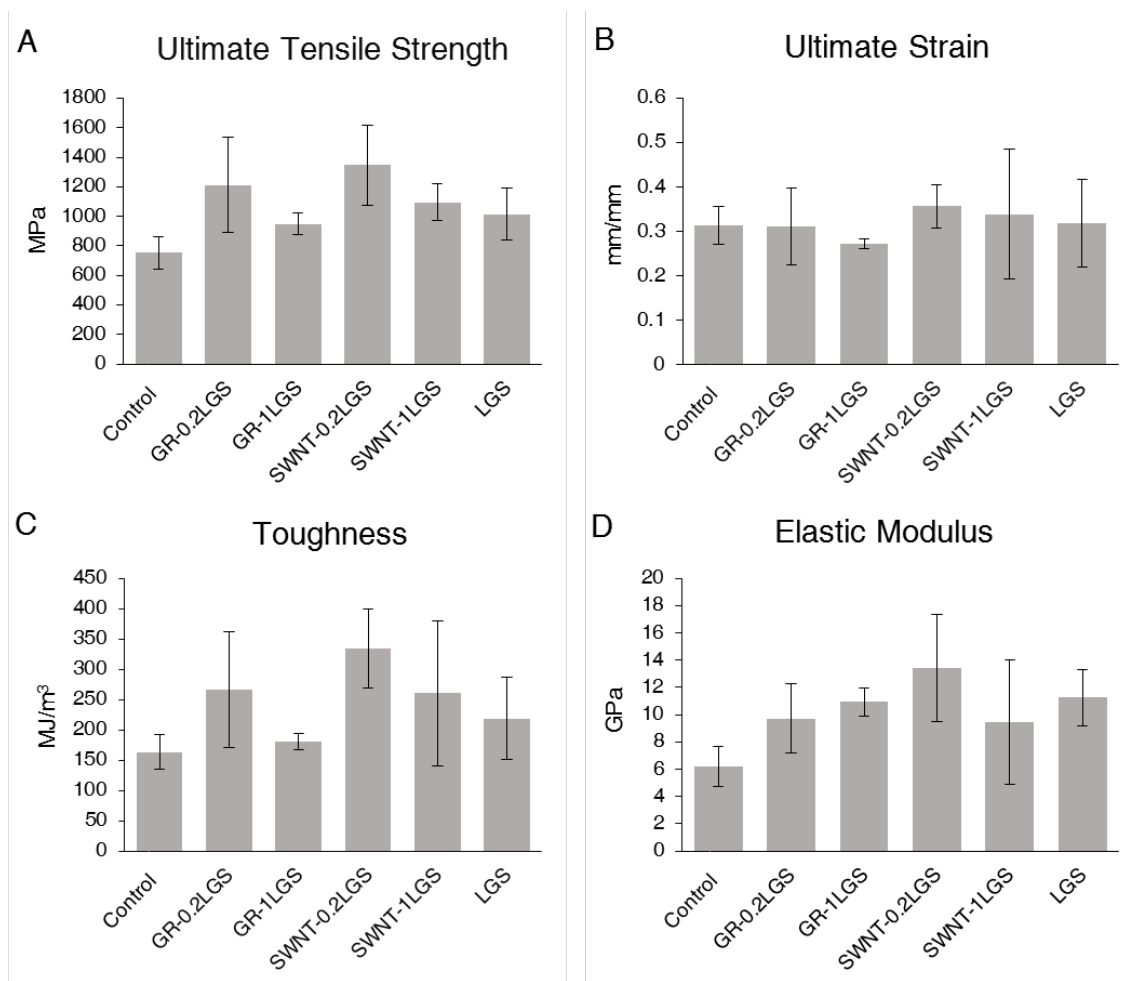 A
Ultimate Tensile Strength
MPa
1800
1600
1400
1200
1000
800
600
400
200
0
Control
GR-0.2LGS
GR-1LGS
SWNT-0.2LGS
SWNT-1LGS
LGS
B
Ultimate Strain
mm/mm
0.6
0.5
0.4
0.3
0.2
0.1
0
Control
GR-0.2LGS
GR-1LGS
SWNT-0.2LGS
SWNT-1LGS
LGS
C
Toughness
MJ/m³
450
400
350
300
250
200
150
100
50
0
Control
GR-0.2LGS
GR-1LGS
SWNT-0.2LGS
SWNT-1LGS
LGS
D
Elastic Modulus
GPa
20
18
16
14
12
10
8
6
4
2
0
Control
GR-0.2LGS
GR-1LGS
SWNT-0.2LGS
SWNT-1LGS
LGS